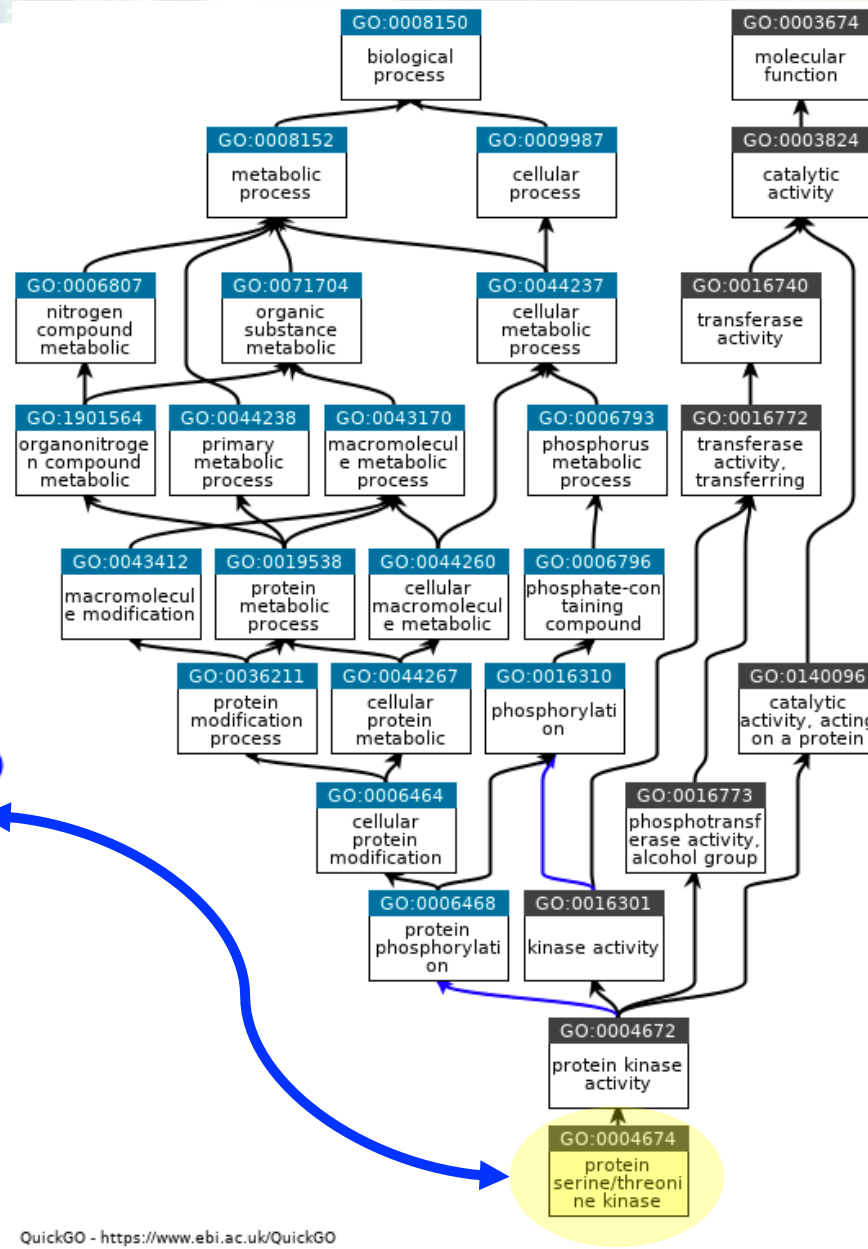 GO:0008150
biological
process
GO:0003674
molecular
function
GO:0008152
metabolic
process
GO:0009987
cellular
process
GO:0003824
catalytic
activity
GO:0006807
nitrogen
compound
metabolic
GO:0071704
organic
substance
metabolic
GO:0044237
cellular
metabolic
process
GO:0016740
transferase
activity
GO:1901564
organonitroge
n compound
metabolic
GO:0044238
primary
metabolic
process
GO:0043170
macromolecul
e metabolic
process
GO:0006793
phosphorus
metabolic
process
GO:0016772
transferase
activity,
transferring
GO:0043412
macromolecul
e modification
GO:0019538
protein
metabolic
process
GO:0044260
cellular
macromolecul
e metabolic
GO:0006796
phosphate-con
taining
compound
GO:0036211
protein
modification
process
GO:0044267
cellular
protein
metabolic
GO:0016310
phosphorylati
on
GO:0140096
catalytic
activity, acting
on a protein
GO:0006464
cellular
protein
modification
GO:0016773
phosphotransf
erase activity,
alcohol group
GO:0006468
protein
phosphorylati
on
GO:0016301
kinase activity
GO:0004672
protein kinase
activity
GO:0004674
protein
serine/threoni
ne kinase
QuickGO - https://www.ebi.ac.uk/QuickGO